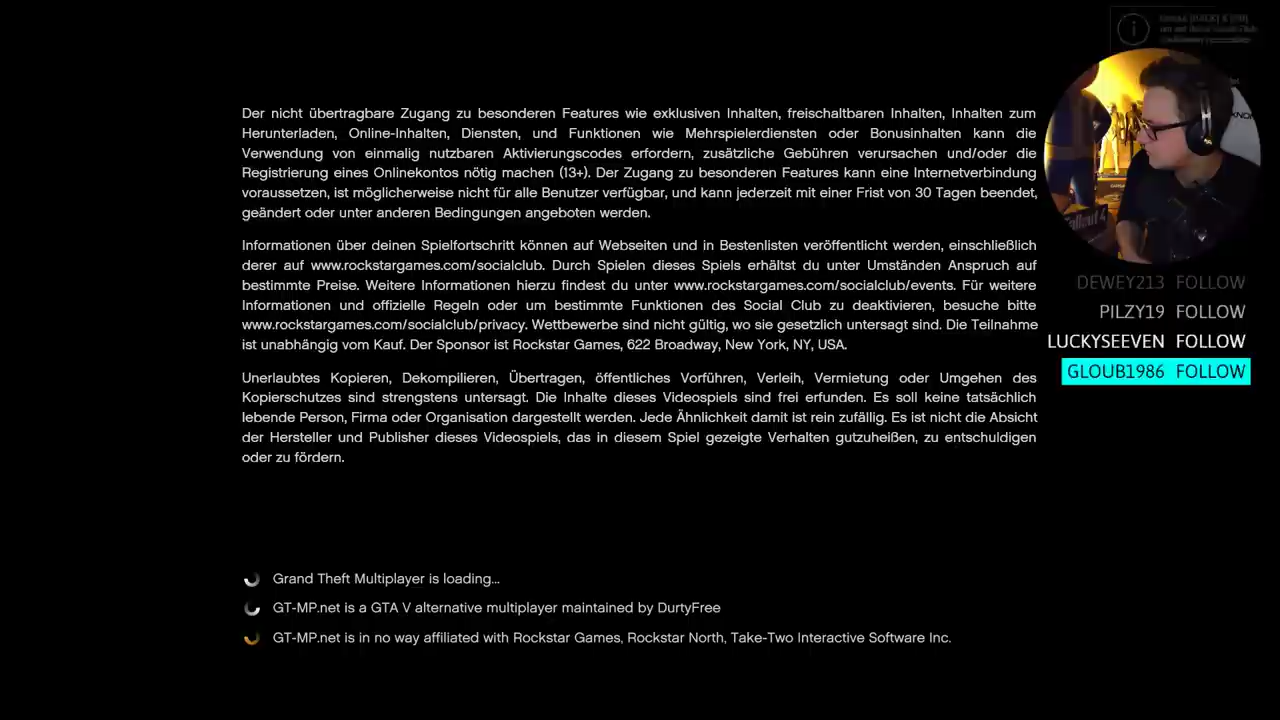 Der nicht übertragbare Zugang zu besonderen Features wie exklusiven Inhalten, freischaltbaren Inhalten, Inhalten zum
Herunterladen, Online-Inhalten, Diensten, und Funktionen wie Mehrspielerdiensten oder Bonusinhalten kann die
Verwendung von einmalig nutzbaren Aktivierungscodes erfordern, zusätzliche Gebühren verursachen und/oder die
Registrierung eines Onlinekontos nötig machen (13+). Der Zugang zu besonderen Features kann eine Internetverbindung
voraussetzen, ist möglicherweise nicht für alle Benutzer verfügbar, und kann jederzeit mit einer Frist von 30 Tagen beendet,
geändert oder unter anderen Bedingungen angeboten werden.
Informationen über deinen Spielfortschritt können auf Webseiten und in Bestenlisten veröffentlicht werden, einschließlich
derer auf www.rockstargames.com/socialclub. Durch Spielen dieses Spiels erhältst du unter Umständen Anspruch auf
bestimmte Preise. Weitere Informationen hierzu findest du unter www.rockstargames.com/socialclub/events. Für weitere
Informationen und offizielle Regeln oder um bestimmte Funktionen des Social Club zu deaktivieren, besuche bitte
www.rockstargames.com/socialclub/privacy. Wettbewerbe sind nicht gültig, wo sie gesetzlich untersagt sind. Die Teilnahme
ist unabhängig vom Kauf. Der Sponsor ist Rockstar Games, 622 Broadway, New York, NY, USA.
Unerlaubtes Kopieren, Dekompilieren, Übertragen, öffentliches Vorführen, Verleih, Vermietung oder Umgehen des
Kopierschutzes sind strengstens untersagt. Die Inhalte dieses Videospiels sind frei erfunden. Es soll keine tatsächlich
lebende Person, Firma oder Organisation dargestellt werden. Jede Ähnlichkeit damit ist rein zufällig. Es ist nicht die Absicht
der Hersteller und Publisher dieses Videospiels, das in diesem Spiel gezeigte Verhalten gutzuheißen, zu entschuldigen
oder zu fördern.
Grand Theft Multiplayer is loading...
GT-MP.net is a GTA V alternative multiplayer maintained by DurtyFree
GT-MP.net is in no way affiliated with Rockstar Games, Rockstar North, Take-Two Interactive Software Inc.
DEWEY213 FOLLOW
PILZY19 FOLLOW
LUCKYSEEVEN FOLLOW
GLOUB1986 FOLLOW